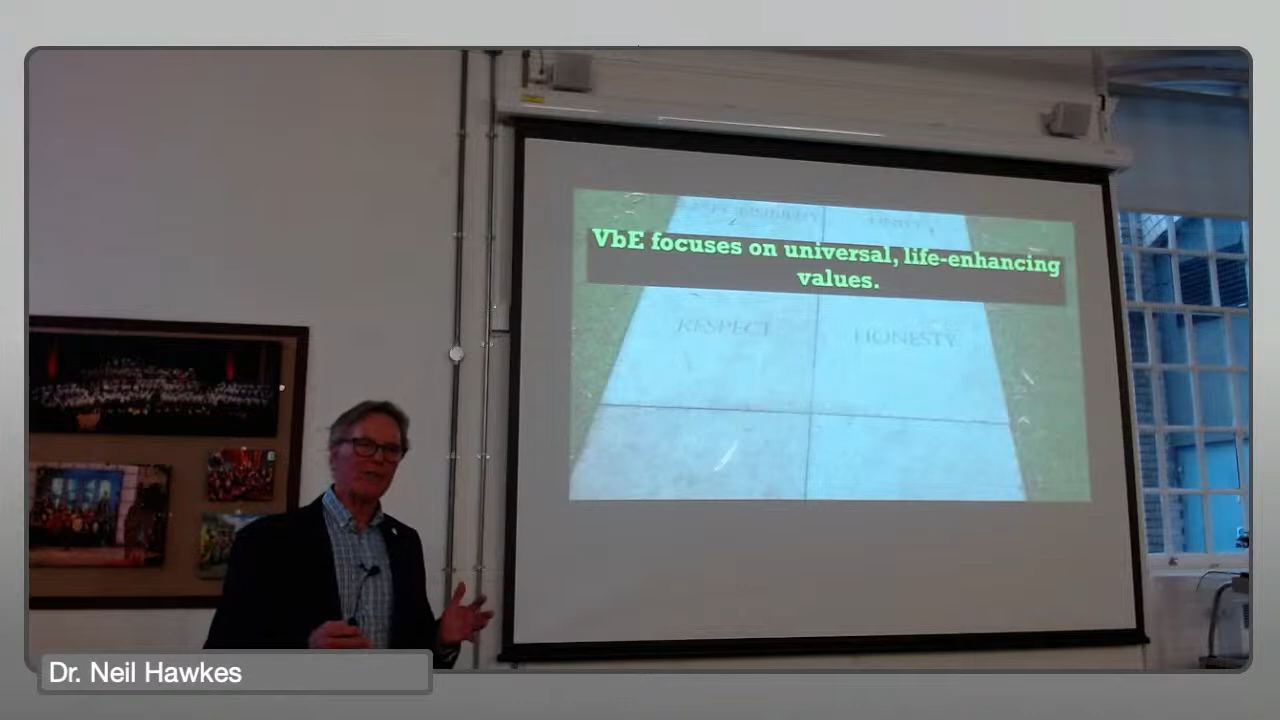 VbE focuses on universal, life-enhancing
values.
RESPECT
HONESTY
Dr. Neil Hawkes